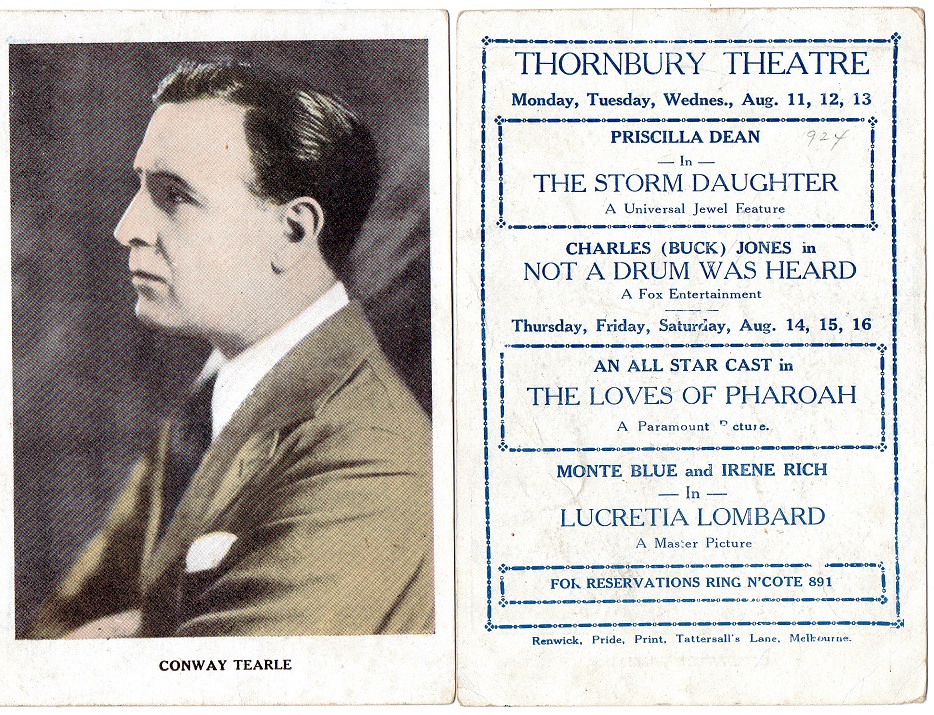 CONWAY TEARLE
THORNBURY THEATRE
Monday, Tuesday, Wednes., Aug. 11, 12, 13
PRISCILLA DEAN
924
— In —
THE STORM DAUGHTER
A Universal Jewel Feature
CHARLES (BUCK) JONES in
NOT A DRUM WAS HEARD
A Fox Entertainment
Thursday, Friday, Saturday, Aug. 14, 15, 16
AN ALL STAR CAST in
THE LOVES OF PHAROAH
A Paramount Picture.
MONTE BLUE and IRENE RICH
— In —
LUCRETIA LOMBARD
A Master Picture
FOR RESERVATIONS RING N'COTE 891
Renwick, Pride, Print, Tattersall's Lane, Melbourne.